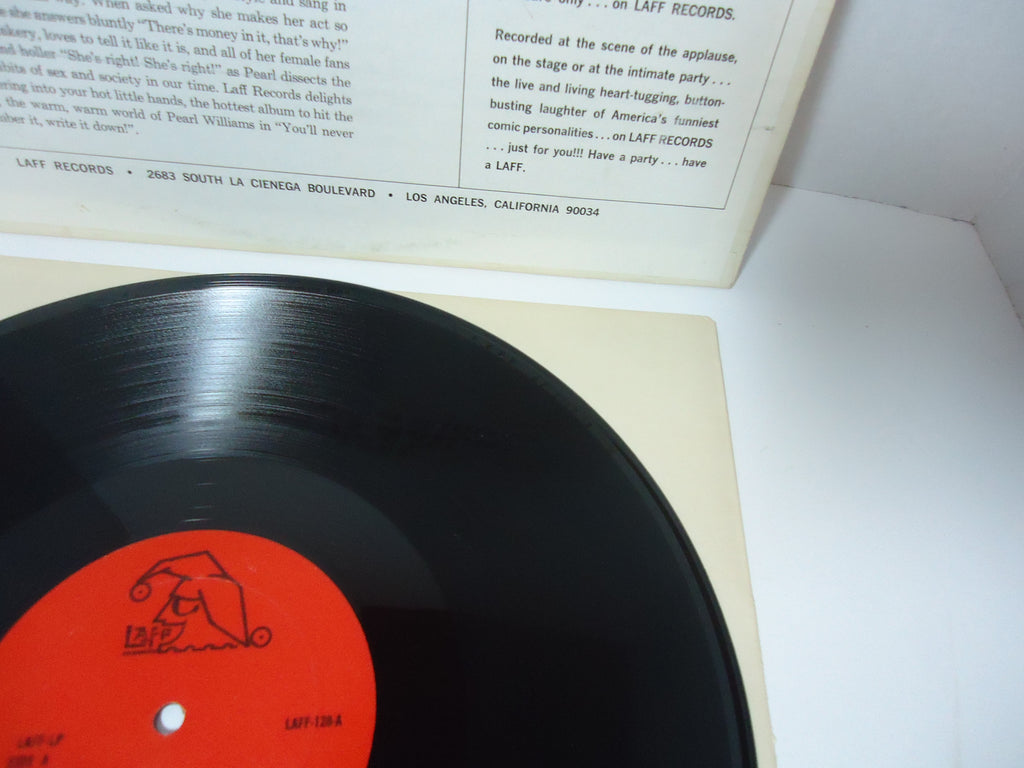 way. When asked why she makes her act so
she answers bluntly "There's money in it, that's why!"
loves to tell it like it is, and all of her female fans
holler "She's right! She's right!" as Pearl dissects the
of sex and society in our time. Laff Records delights
into your hot little hands, the hottest album to hit the
the warm, warm world of Pearl Williams in "You'll never
it, write it down!".
only . . . on LAFF RECORDS.
Recorded at the scene of the applause,
on the stage or at the intimate party . . .
the live and living heart-tugging, button-
busting laughter of America's funniest
comic personalities . . . on LAFF RECORDS
. . . just for you!!! Have a party . . . have
a LAFF.
LAFF RECORDS • 2683 SOUTH LA CIENEGA BOULEVARD • LOS ANGELES, CALIFORNIA 90034
LAFF
LAFF-120-A
LAFF-LP
SIDE A